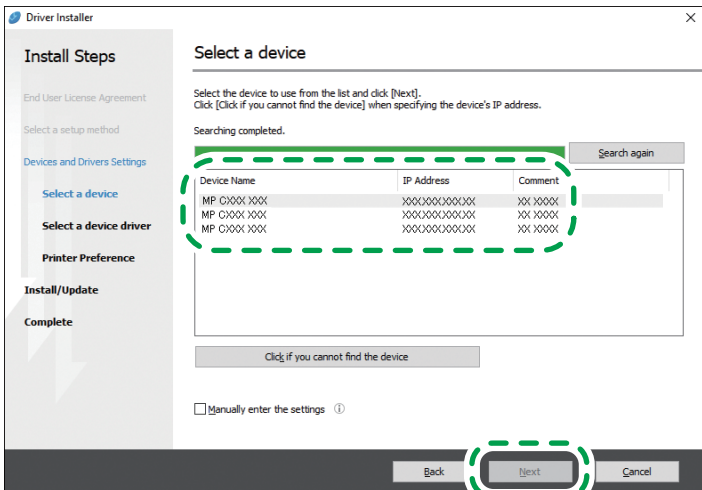 Driver Installer
Install Steps
End User License Agreement
Select a setup method
Devices and Drivers Settings
Select a device
Select a device driver
Printer Preference
Install/Update
Complete
Select a device
Select the device to use from the list and click [Next].
Click [Click if you cannot find the device] when specifying the device's IP address.
Searching completed.
Search again
Device Name IP Address Comment
MP CXXX XXX XXX.XXX.XXX.XX XX XXXX
MP CXXX XXX XXX.XXX.XXX.XX XX XXXX
MP CXXX XXX XXX.XXX.XXX.XX XX XXXX
Click if you cannot find the device
Manually enter the settings
Back Next Cancel